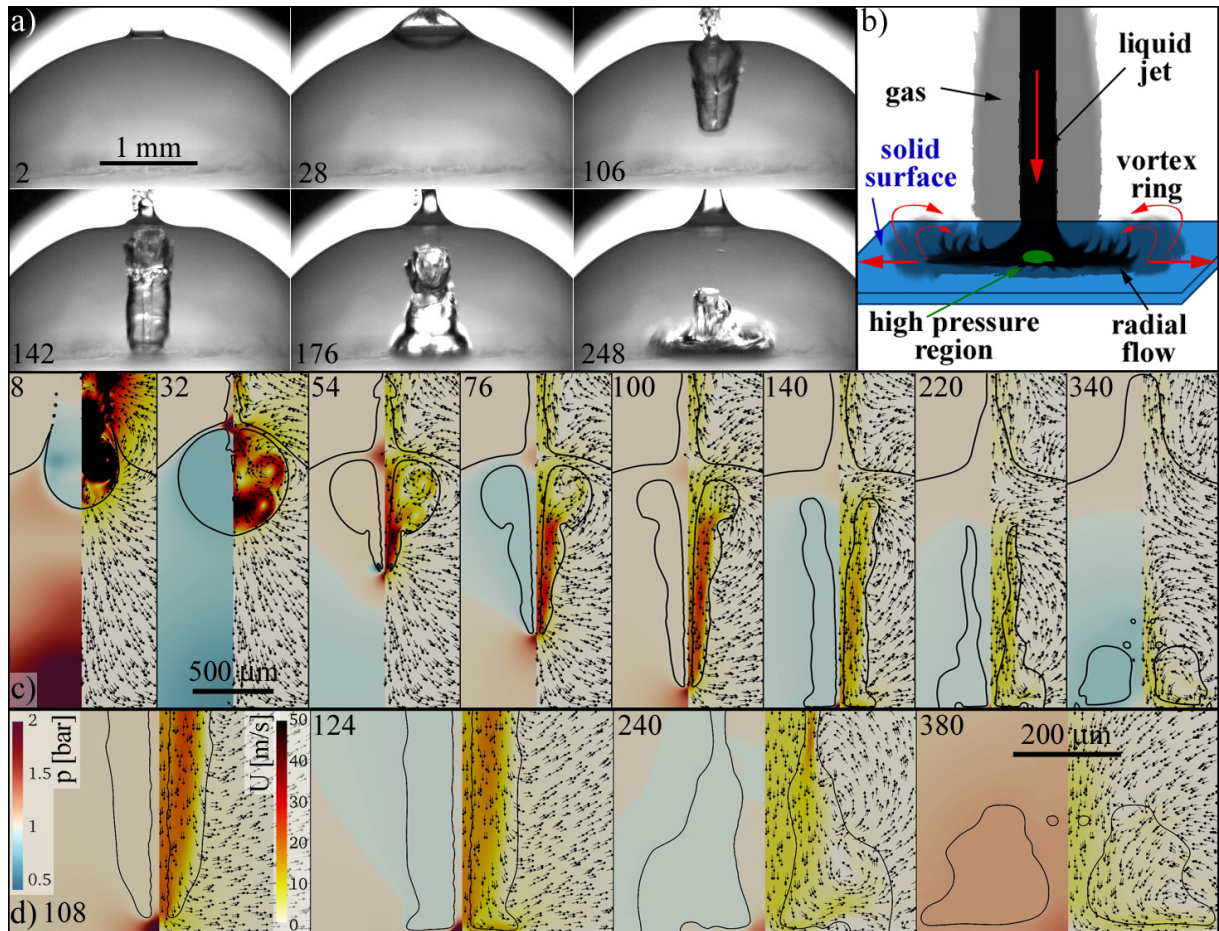 a)
2
1 mm
28
106
142
176
248
b)
liquid
jet
gas
solid
surface
vortex
ring
high pressure
region
radial
flow
8
32
54
76
100
140
220
340
c)
500 μm
2
1.5
1
0.5
p [bar]
50
40
30
20
10
0
U [m/s]
124
240
380
200 μm
d) 108